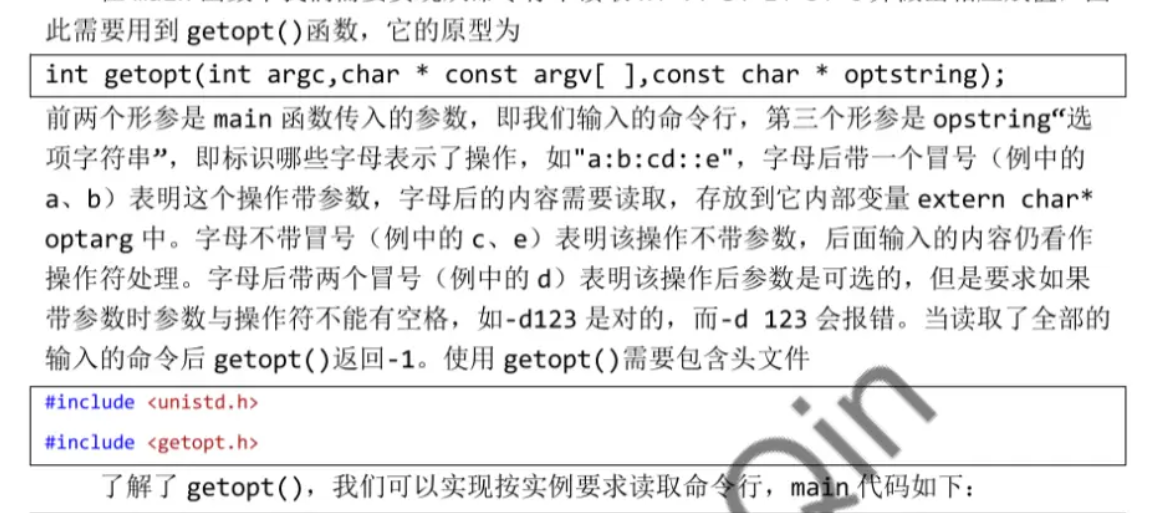 此需要用到 getopt()函数，它的原型为
int getopt(int argc,char * const argv[ ],const char * optstring);
前两个形参是 main 函数传入的参数，即我们输入的命令行，第三个形参是 opstring“选
项字符串”，即标识哪些字母表示了操作，如"a:b:cd::e"，字母后带一个冒号（例中的
a、b）表明这个操作带参数，字母后的内容需要读取，存放到它内部变量 extern char*
optarg 中。字母不带冒号（例中的 c、e）表明该操作不带参数，后面输入的内容仍看作
操作符处理。字母后带两个冒号（例中的 d）表明该操作后参数是可选的，但是要求如果
带参数时参数与操作符不能有空格，如-d123 是对的，而-d 123 会报错。当读取了全部的
输入的命令后 getopt()返回-1。使用 getopt()需要包含头文件
#include <unistd.h>
#include <getopt.h>
Qin
了解了 getopt()，我们可以实现按实例要求读取命令行，main 代码如下：